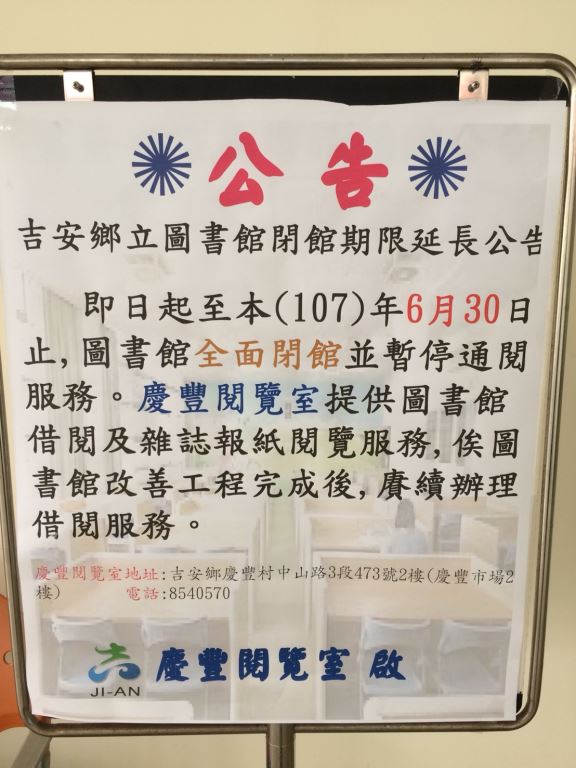 公告
吉安鄉立圖書館閉館期限延長公告
即日起至本(107)年6月30日
止,圖書館全面閉館並暫停通閱
服務。慶豐閱覽室提供圖書館
借閱及雜誌報紙閱覽服務,俟圖
書館改善工程完成後,賡續辦理
借閱服務。
慶豐閱覽室地址:吉安鄉慶豐村中山路3段473號2樓(慶豐市場2
樓) 電話:8540570
JI-AN 慶豐閱覽室 啟